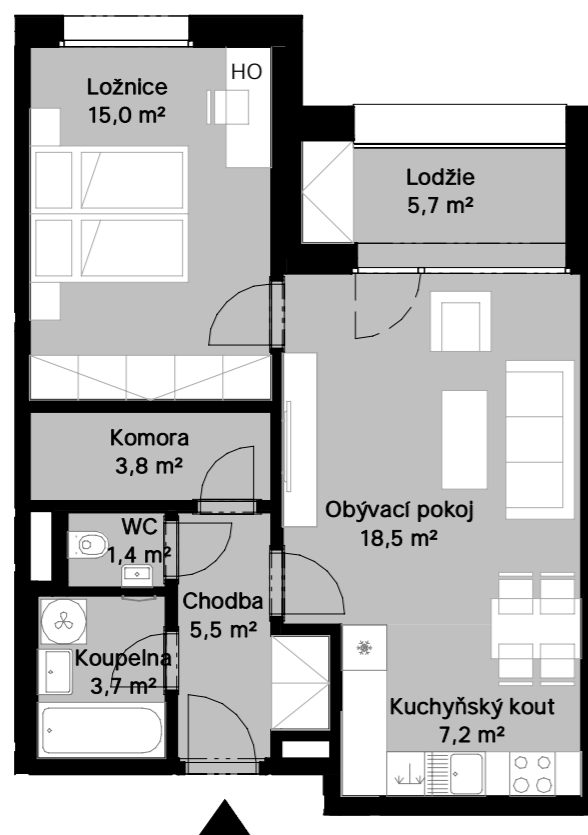 Ložnice
15,0 m²
HO
Lodžie
5,7 m²
Komora
3,8 m²
Obývací pokoj
18,5 m²
WC
1,4 m²
Chodba
5,5 m²
Koupelna
3,7 m²
Kuchyňský kout
7,2 m²